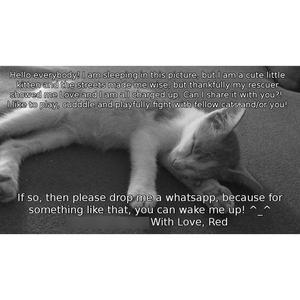 Hello everybody! I am sleeping in this picture, but I am a cute little
kitten and the streets made me wise, but thankfully my rescuer
showed me Love and I am all charged up. Can I share it with you?!
I like to play, cudddle and playfully fight with fellow cats and/or you!
If so, then please drop me a whatsapp, because for
something like that, you can wake me up! ^_^
With Love, Red